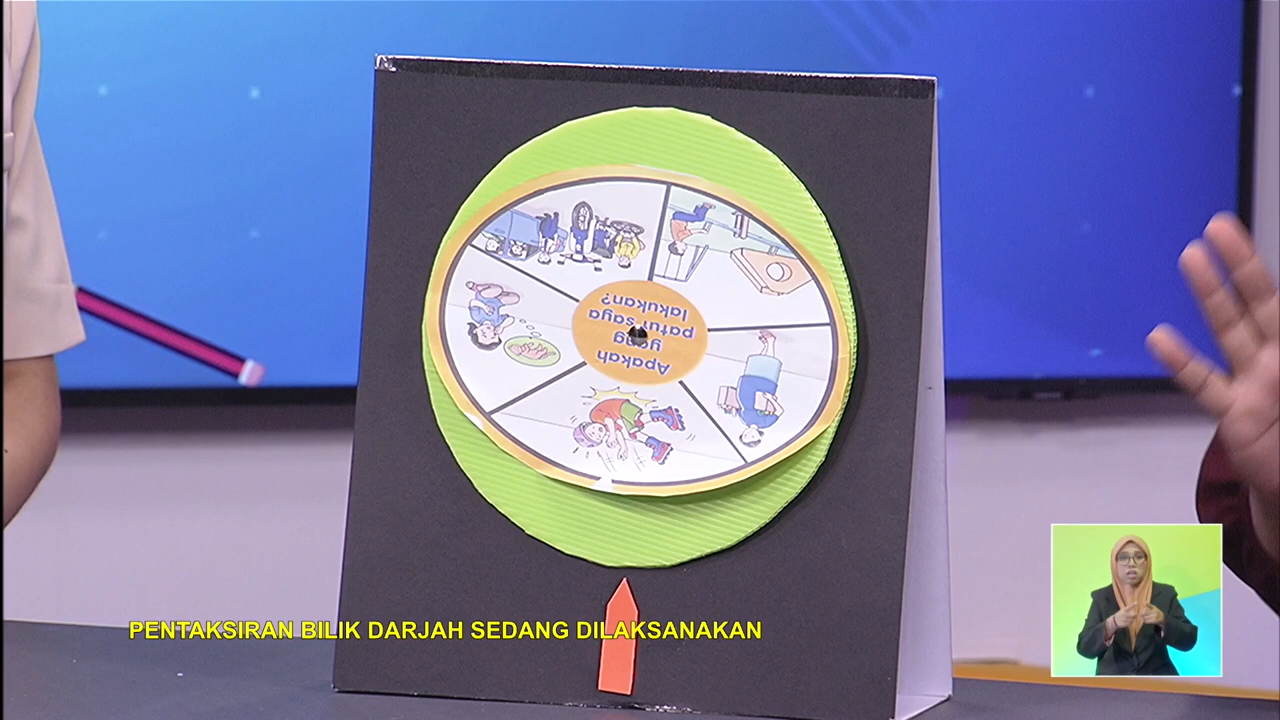 Apakah
yang
patut saya
lakukan?
PENTAKSIRAN BILIK DARJAH SEDANG DILAKSANAKAN